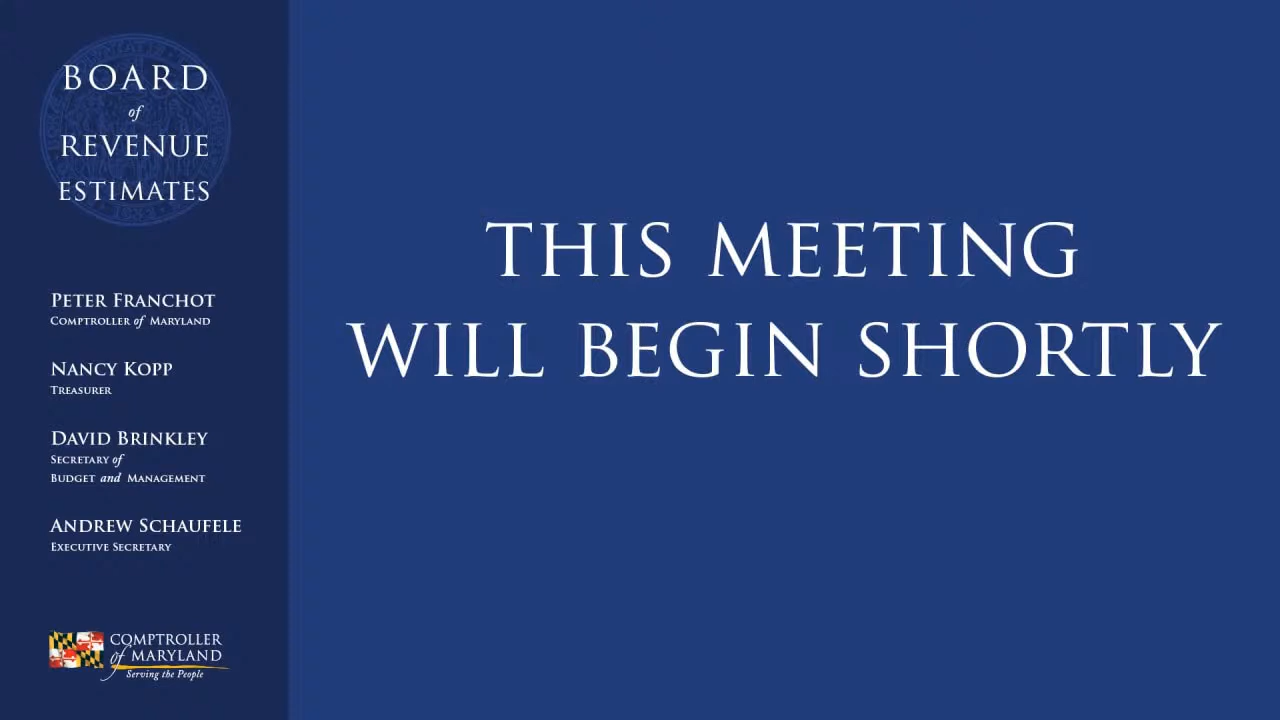 BOARD
of
REVENUE
ESTIMATES
PETER FRANCHOT
COMPTROLLER of MARYLAND
NANCY KOPP
TREASURER
DAVID BRINKLEY
SECRETARY of
BUDGET and MANAGEMENT
ANDREW SCHAUFELE
EXECUTIVE SECRETARY
COMPTROLLER
of MARYLAND
Serving the People
THIS MEETING
WILL BEGIN SHORTLY